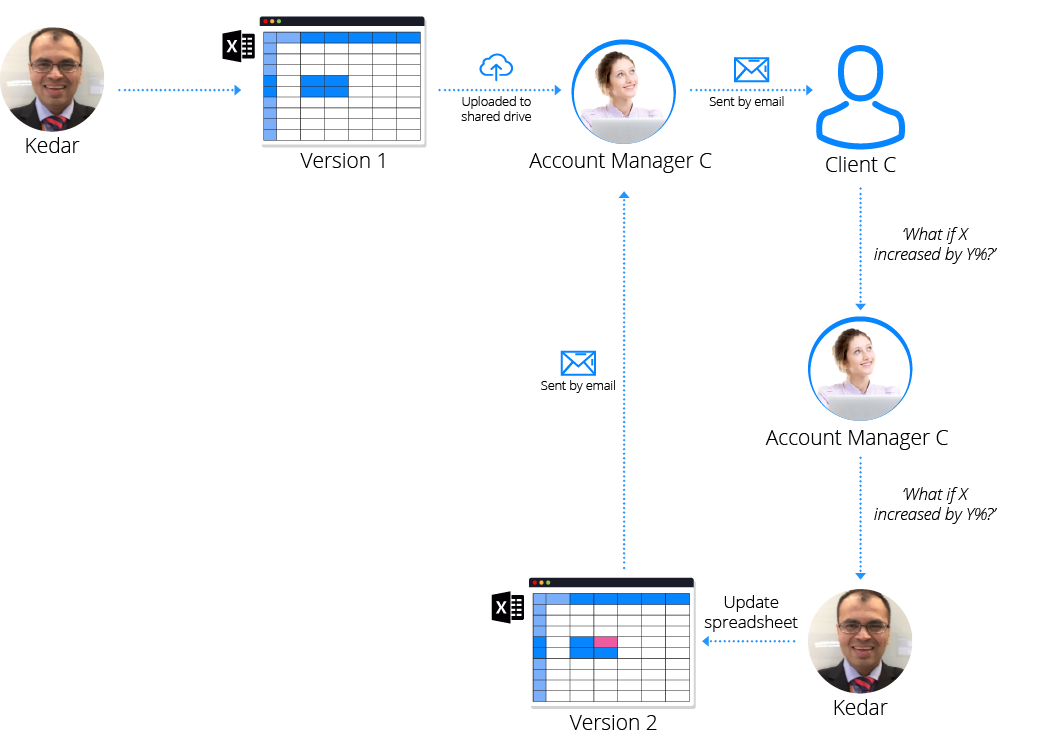 Kedar
X
Version 1
Uploaded to
shared drive
Account Manager C
Sent by email
Client C
‘What if X
increased by Y%?’
Account Manager C
‘What if X
increased by Y%?’
Kedar
Update
spreadsheet
X
Version 2
Sent by email